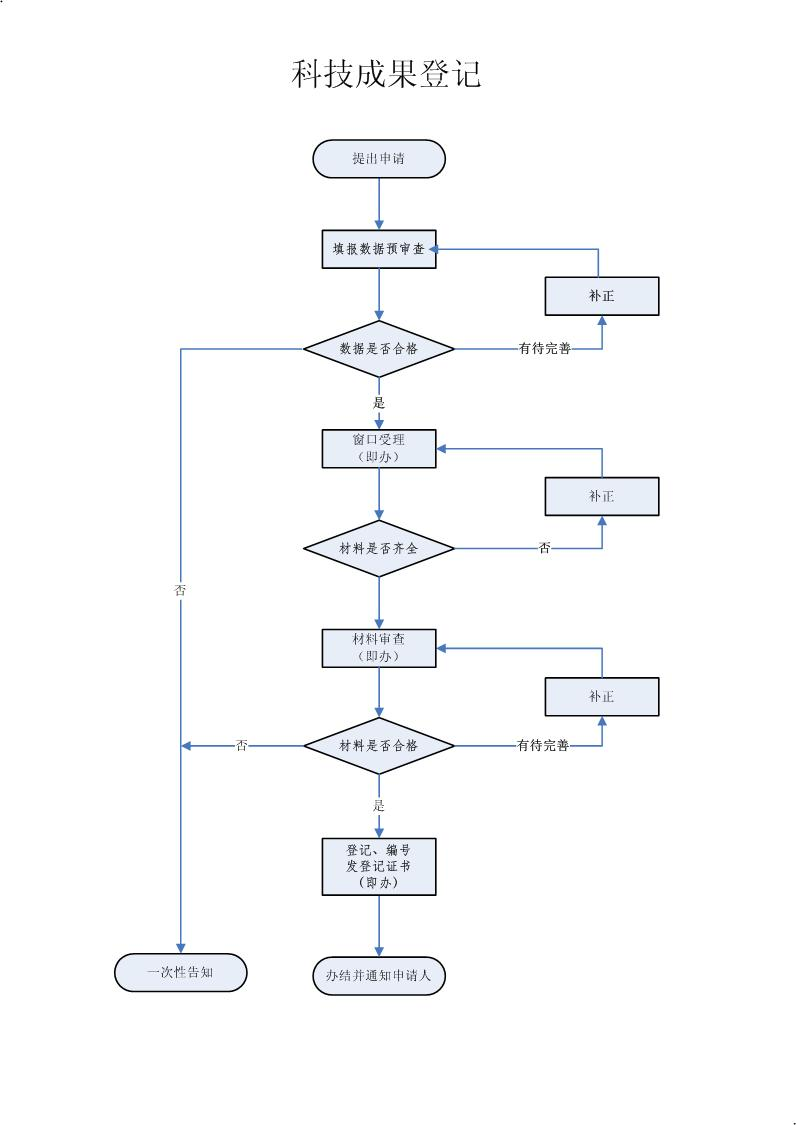 科技成果登记
提出申请
填报数据预审查
补正
数据是否合格
有待完善
是
窗口受理
（即办）
补正
材料是否齐全
否
否
材料审查
（即办）
补正
材料是否合格
否
有待完善
是
登记、编号
发登记证书
（即办）
一次性告知
办结并通知申请人